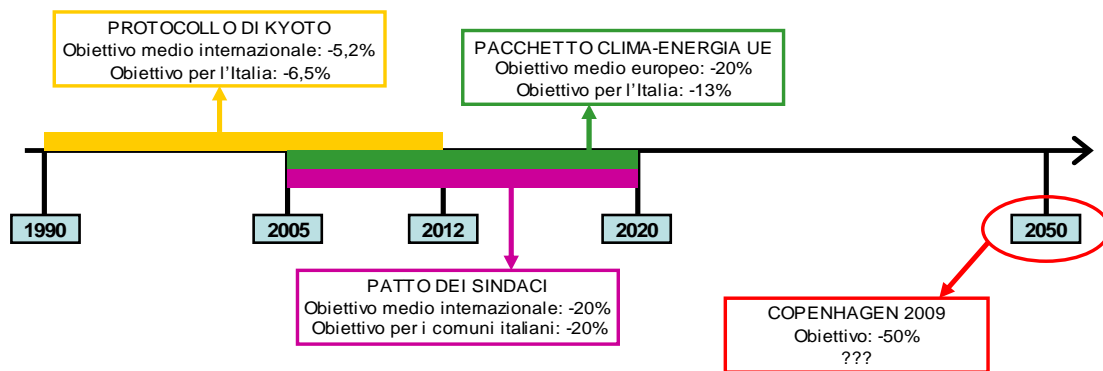 PROTOCOLLO DI KYOTO
Obiettivo medio internazionale: -5,2%
Obiettivo per l'Italia: -6,5%
PACCHETTO CLIMA-ENERGIA UE
Obiettivo medio europeo: -20%
Obiettivo per l'Italia: -13%
1990
2005
2012
2020
2050
PATTO DEI SINDACI
Obiettivo medio internazionale: -20%
Obiettivo per i comuni italiani: -20%
COPENHAGEN 2009
Obiettivo: -50%
???